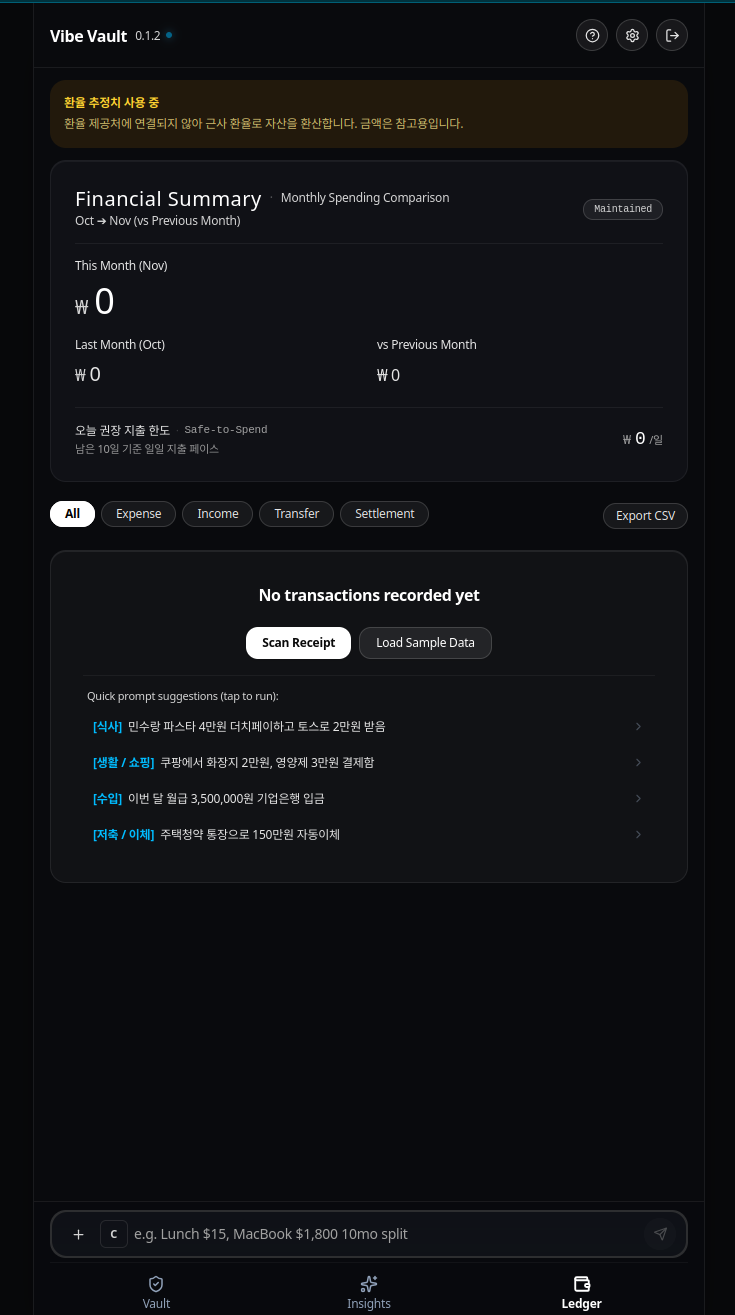 Vibe Vault 0.1.2
환율 추정치 사용 중
환율 제공처에 연결되지 않아 근사 환율로 자산을 환산합니다. 금액은 참고용입니다.
Financial Summary · Monthly Spending Comparison
Oct ➔ Nov (vs Previous Month)
Maintained
This Month (Nov)
₩ 0
Last Month (Oct)
₩ 0
vs Previous Month
₩ 0
오늘 권장 지출 한도 · Safe-to-Spend
남은 10일 기준 일일 지출 페이스
₩ 0 /일
All
Expense
Income
Transfer
Settlement
Export CSV
No transactions recorded yet
Scan Receipt
Load Sample Data
Quick prompt suggestions (tap to run):
[식사] 민수랑 파스타 4만원 더치페이하고 토스로 2만원 받음
[생활 / 쇼핑] 쿠팡에서 화장지 2만원, 영양제 3만원 결제함
[수입] 이번 달 월급 3,500,000원 기업은행 입금
[저축 / 이체] 주택청약 통장으로 150만원 자동이체
C
e.g. Lunch $15, MacBook $1,800 10mo split
Vault
Insights
Ledger